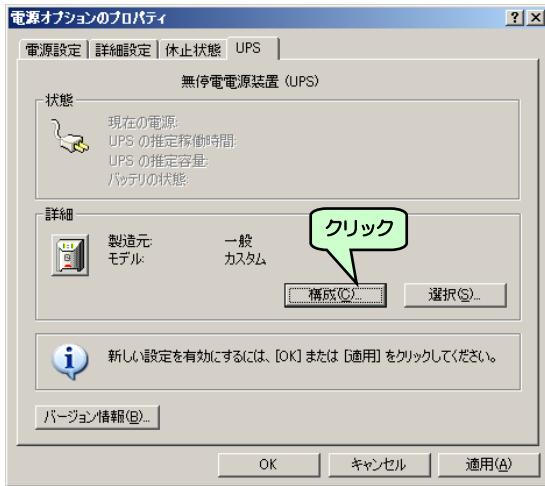 電源オプションのプロパティ
電源設定 詳細設定 休止状態 UPS
無停電電源装置 (UPS)
状態
現在の電源:
UPS の推定稼働時間:
UPS の推定容量:
バッテリの状態:
詳細
クリック
製造元: 一般
モデル: カスタム
構成(C)... 選択(S)...
新しい設定を有効にするには、[OK] または [適用] をクリックしてください。
バージョン情報(B)...
OK キャンセル 適用(A)